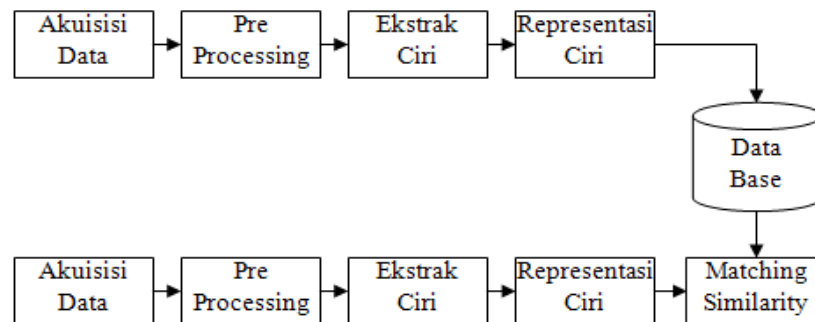 Akuisisi
Data
Pre
Processing
Ekstrak
Ciri
Representasi
Ciri
Data
Base
Akuisisi
Data
Pre
Processing
Ekstrak
Ciri
Representasi
Ciri
Matching
Similarity